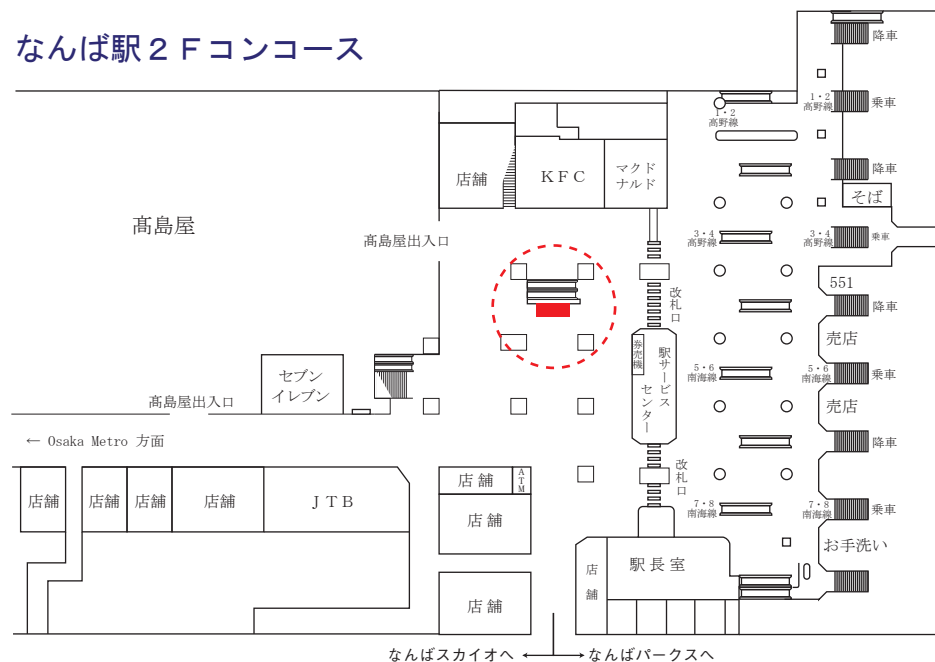 なんば駅２Ｆコンコース
降車
1・2
高野線
乗車
1・2
高野線
店舗
ＫＦＣ
マクド
ナルド
降車
そば
髙島屋
髙島屋出入口
3・4
高野線
3・4
高野線
乗車
551
改札口
降車
売店
券売機
駅サービス
センター
セブン
イレブン
5・6
南海線
5・6
南海線
乗車
髙島屋出入口
売店
← Osaka Metro 方面
降車
改札口
店舗
店舗
店舗
店舗
ＪＴＢ
店舗
ATM
店舗
7・8
南海線
7・8
南海線
乗車
お手洗い
駅長室
店舗
店舗
なんばスカイオへ ←
→ なんばパークスへ